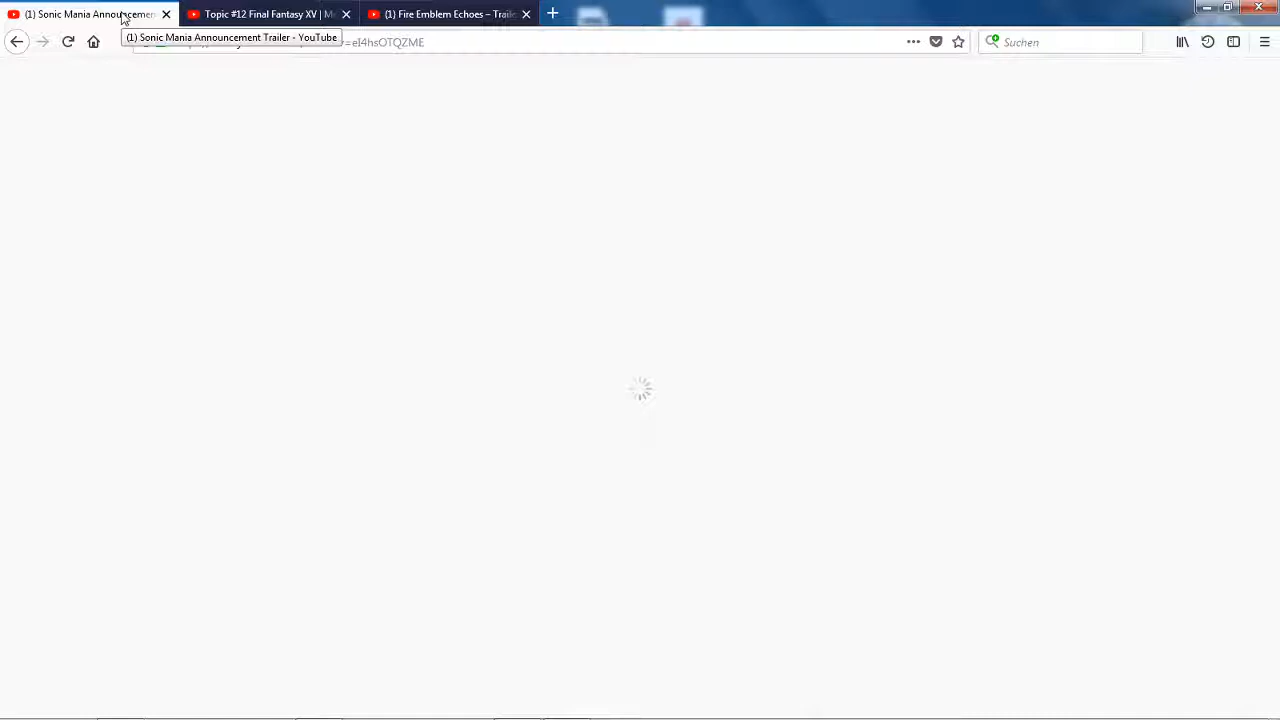 (1) Sonic Mania Announcemen
Topic #12 Final Fantasy XV | M
(1) Fire Emblem Echoes – Traile
(1) Sonic Mania Announcement Trailer - YouTube
=eI4hsOTQZME
Suchen